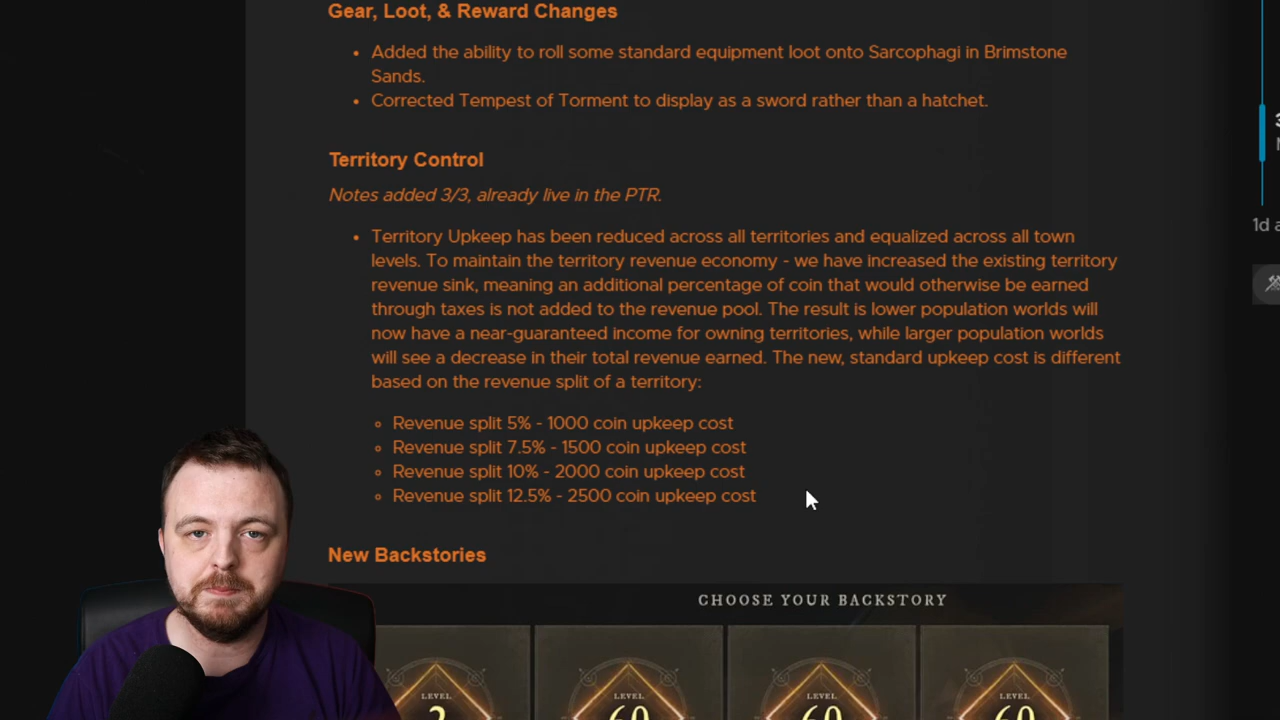 Gear, Loot, & Reward Changes
• Added the ability to roll some standard equipment loot onto Sarcophagi in Brimstone
Sands.
• Corrected Tempest of Torment to display as a sword rather than a hatchet.
Territory Control
Notes added 3/3, already live in the PTR.
• Territory Upkeep has been reduced across all territories and equalized across all town
levels. To maintain the territory revenue economy - we have increased the existing territory
revenue sink, meaning an additional percentage of coin that would otherwise be earned
through taxes is not added to the revenue pool. The result is lower population worlds will
now have a near-guaranteed income for owning territories, while larger population worlds
will see a decrease in their total revenue earned. The new, standard upkeep cost is different
based on the revenue split of a territory:
◦ Revenue split 5% - 1000 coin upkeep cost
◦ Revenue split 7.5% - 1500 coin upkeep cost
◦ Revenue split 10% - 2000 coin upkeep cost
◦ Revenue split 12.5% - 2500 coin upkeep cost
New Backstories
CHOOSE YOUR BACKSTORY
LEVEL LEVEL LEVEL LEVEL
2 60 60 60
1d